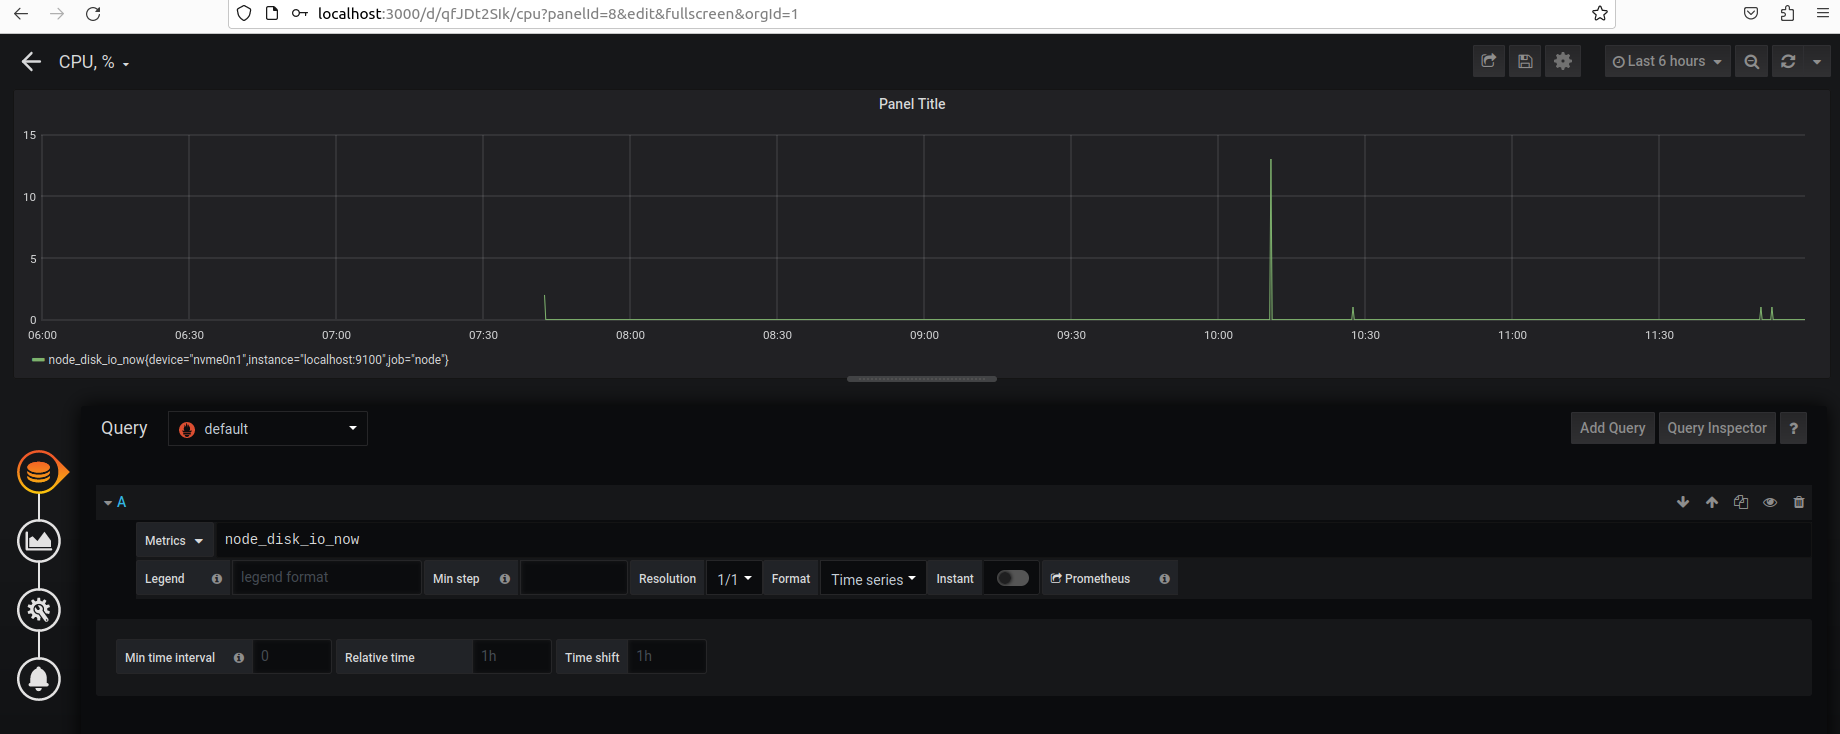 localhost:3000/d/qfJDt2SIk/cpu?panelId=8&edit&fullscreen&orgId=1
CPU, %
Last 6 hours
Panel Title
15
10
5
0
06:00 06:30 07:00 07:30 08:00 08:30 09:00 09:30 10:00 10:30 11:00 11:30
node_disk_io_now{device="nvme0n1",instance="localhost:9100",job="node"}
Query default Add Query Query Inspector ?
A
Metrics node_disk_io_now
Legend legend format Min step Resolution 1/1 Format Time series Instant Prometheus
Min time interval 0 Relative time 1h Time shift 1h